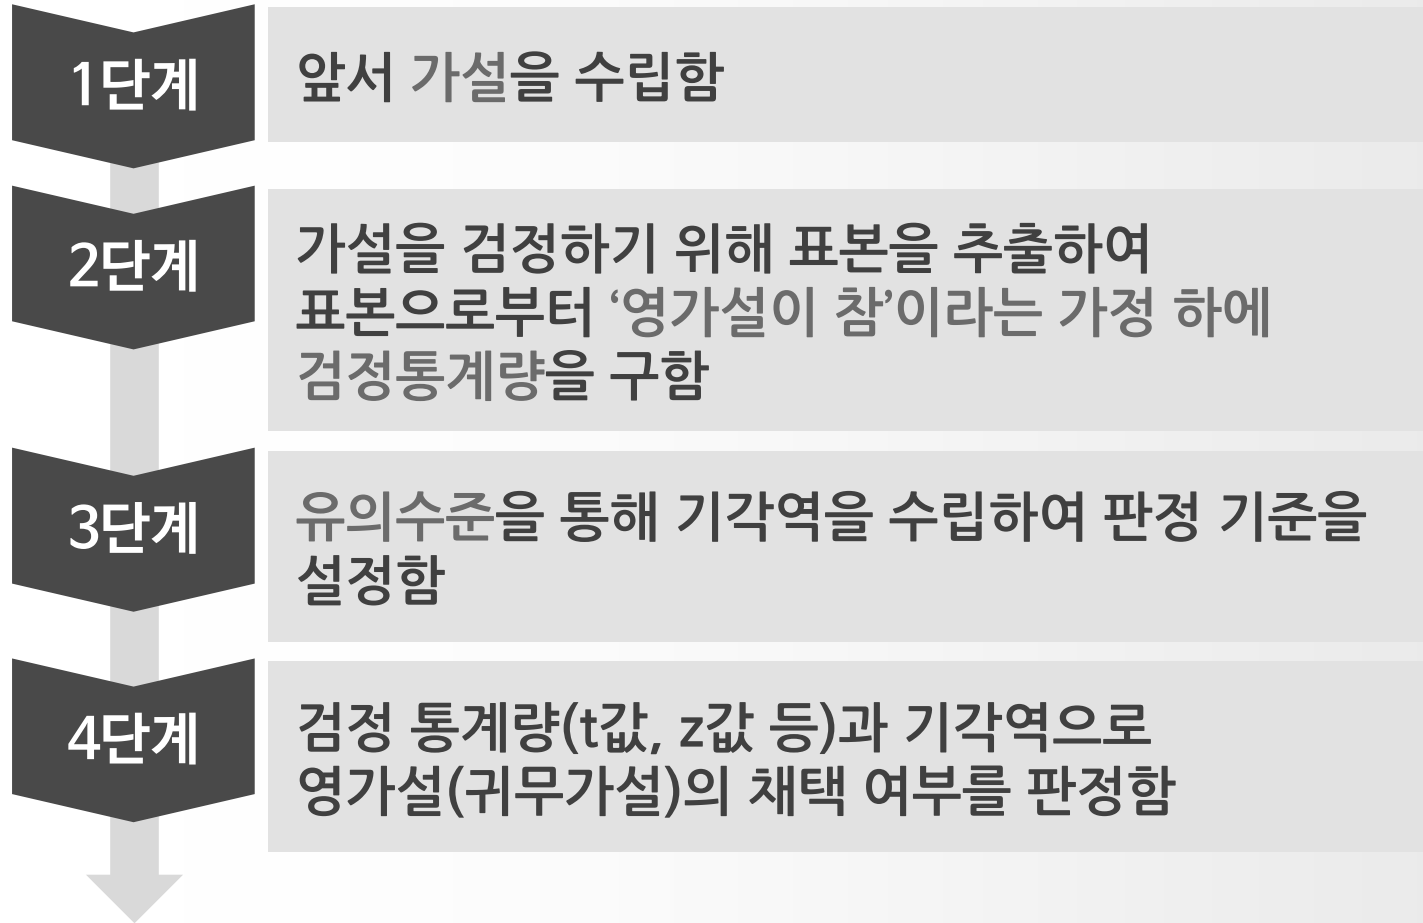 1단계
앞서 가설을 수립함
2단계
가설을 검정하기 위해 표본을 추출하여
표본으로부터 ‘영가설이 참’이라는 가정 하에
검정통계량을 구함
3단계
유의수준을 통해 기각역을 수립하여 판정 기준을
설정함
4단계
검정 통계량(t값, z값 등)과 기각역으로
영가설(귀무가설)의 채택 여부를 판정함